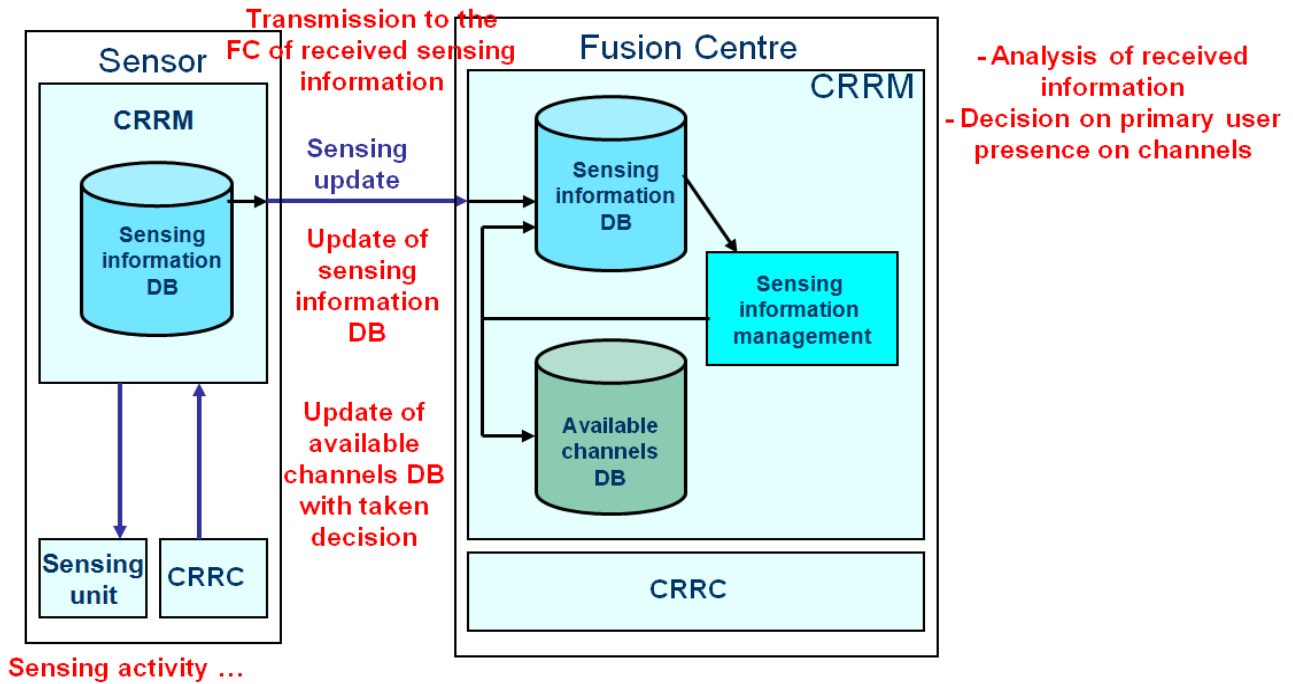 Transmission to the
FC of received sensing
information
Sensor
CRRM
Sensing
information
DB
Sensing
unit
CRRC
Sensing activity …
Sensing
update
Update of
sensing
information
DB
Update of
available
channels DB
with taken
decision
Fusion Centre
CRRM
Sensing
information
DB
Sensing
information
management
Available
channels
DB
CRRC
- Analysis of received
information
- Decision on primary user
presence on channels